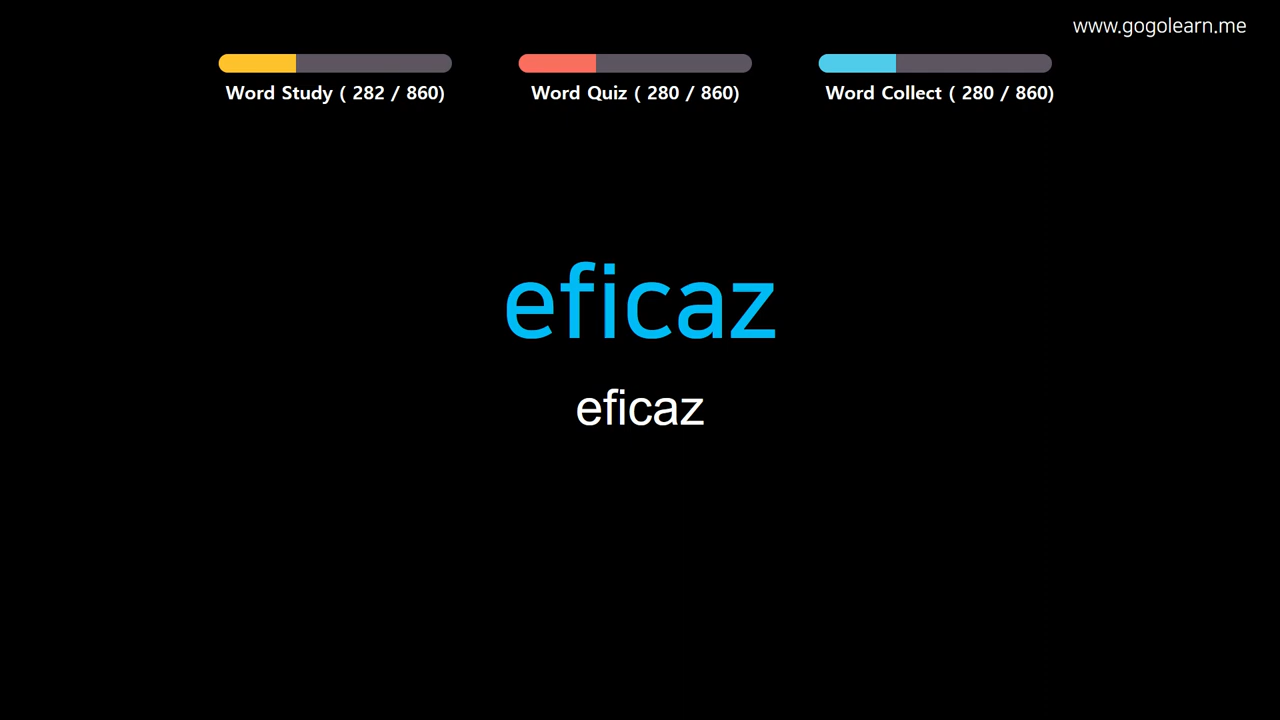 www.gogolearn.me
Word Study ( 282 / 860)
Word Quiz ( 280 / 860)
Word Collect ( 280 / 860)
eficaz
eficaz